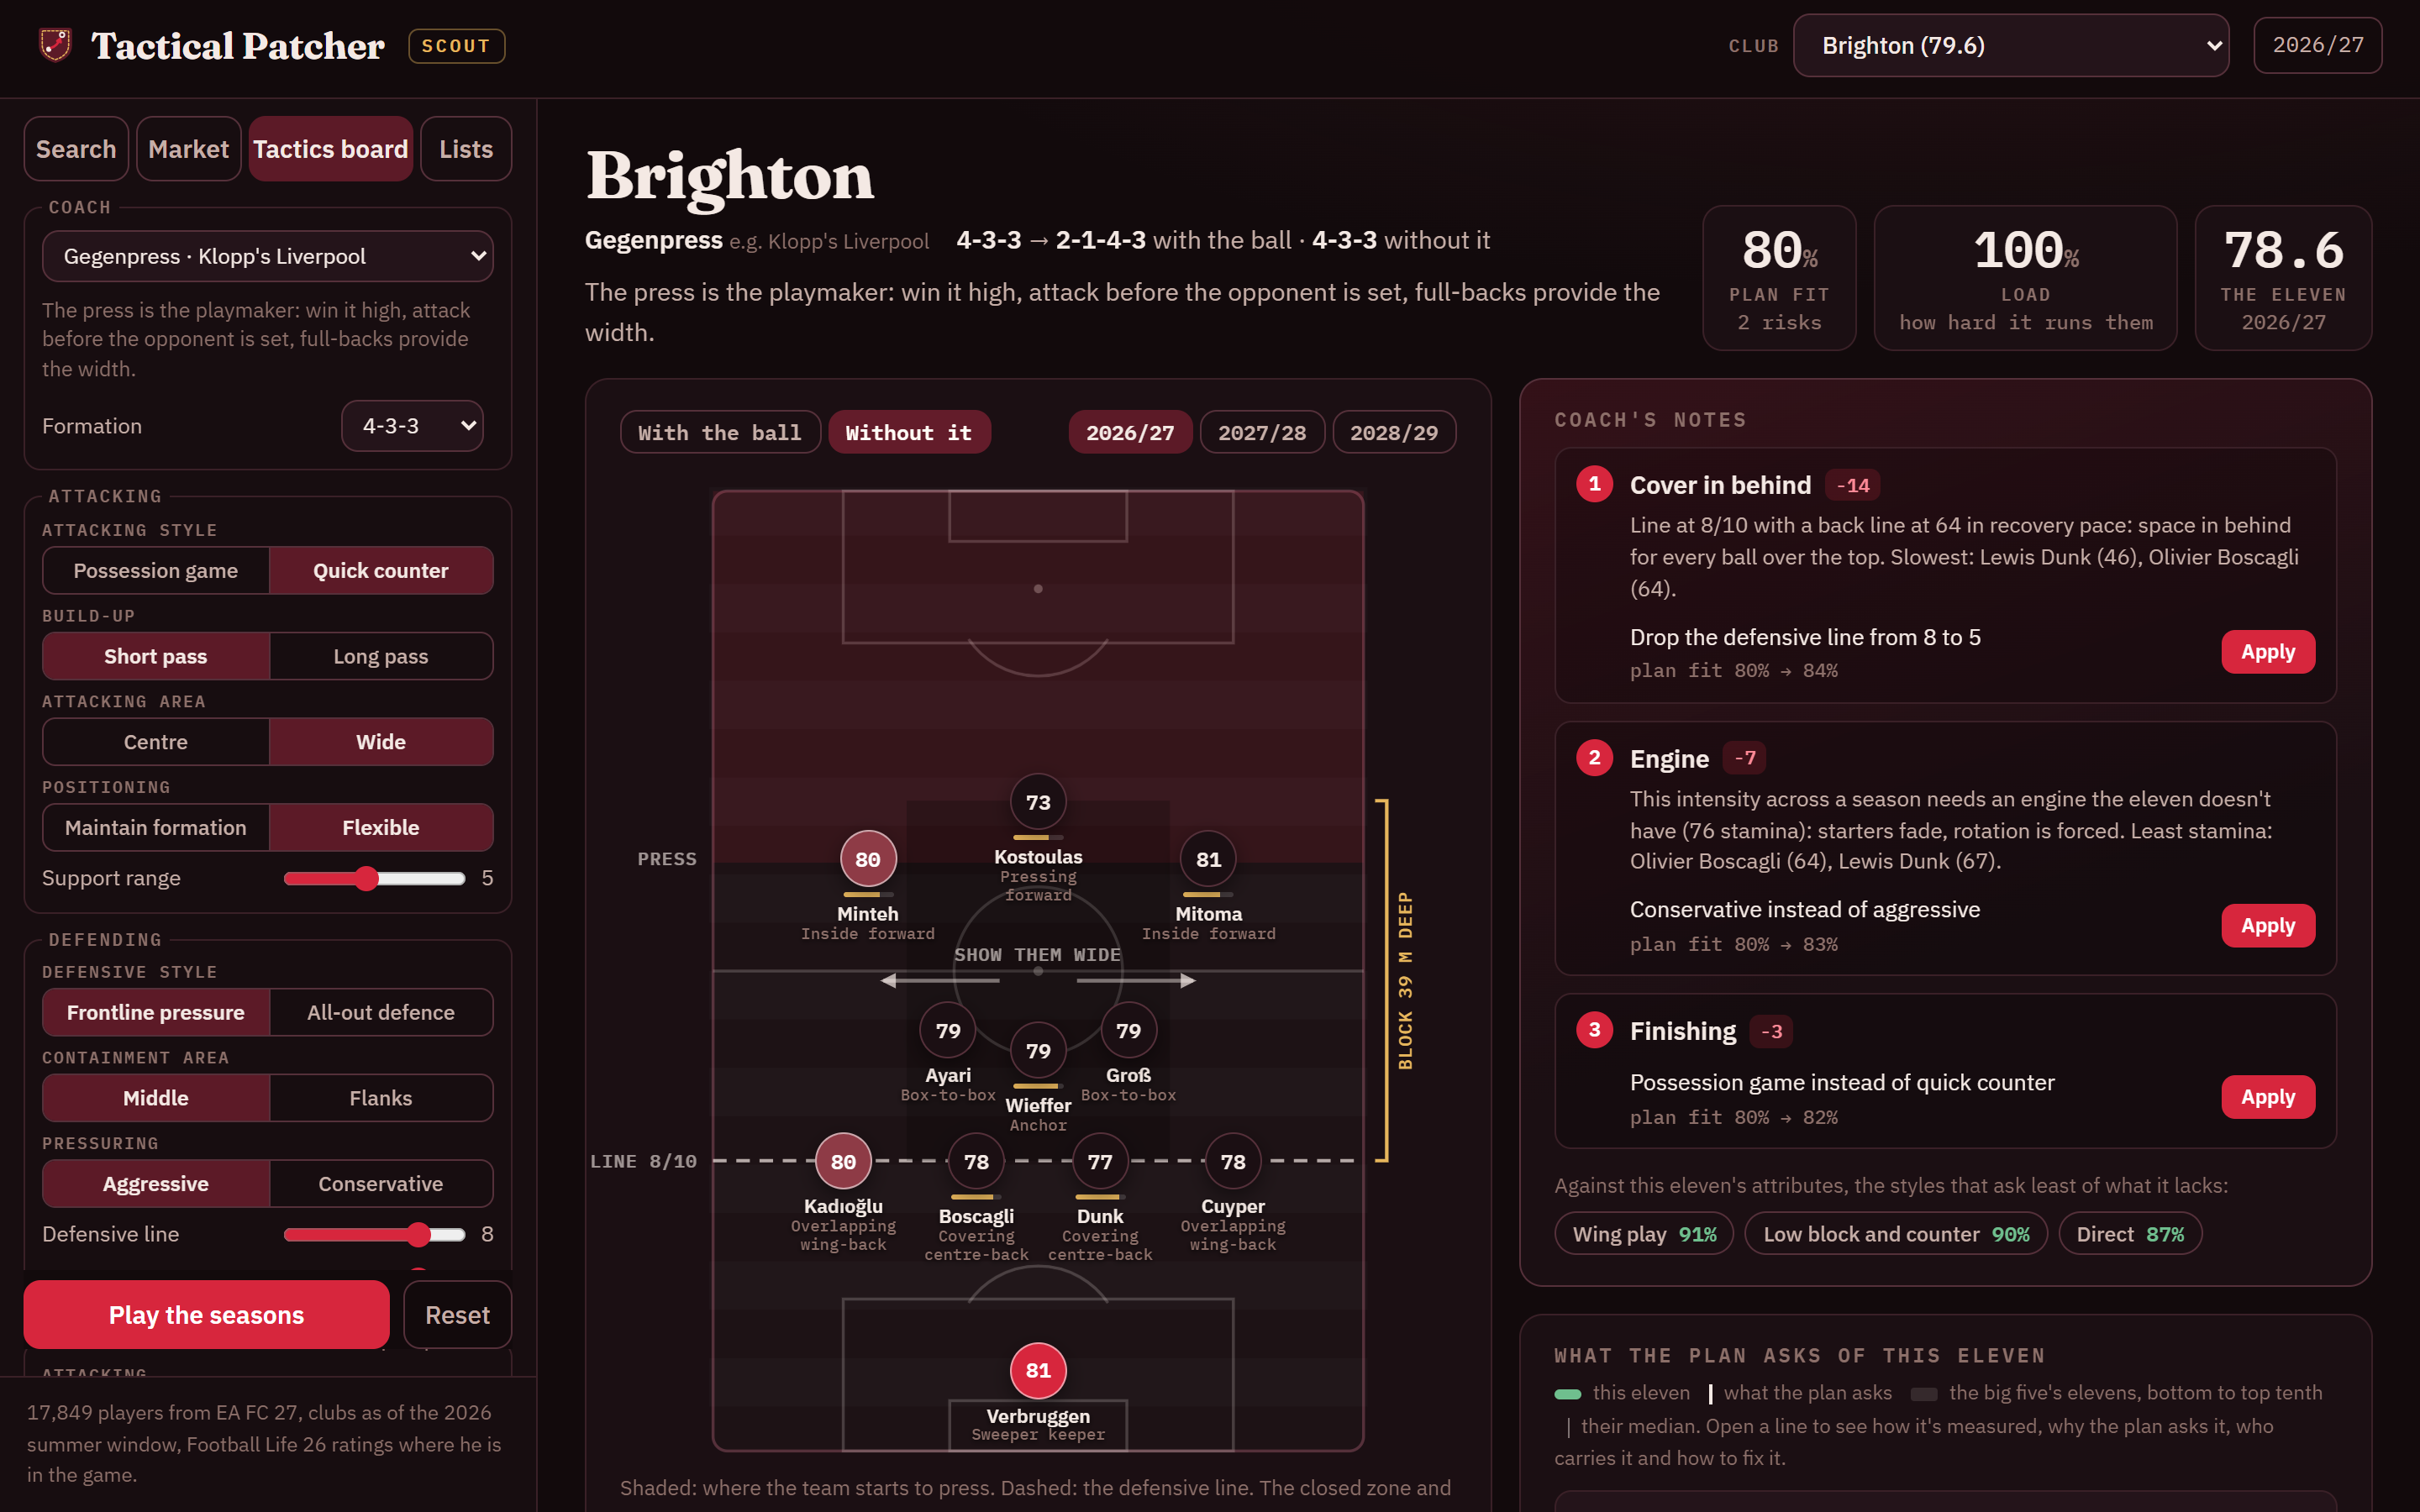 Tactical Patcher
SCOUT
CLUB
Brighton (79.6)
2026/27
Search
Market
Tactics board
Lists
COACH
Gegenpress · Klopp's Liverpool
The press is the playmaker: win it high, attack
before the opponent is set, full-backs provide
the width.
Formation
4-3-3
ATTACKING
ATTACKING STYLE
Possession game
Quick counter
BUILD-UP
Short pass
Long pass
ATTACKING AREA
Centre
Wide
POSITIONING
Maintain formation
Flexible
Support range
5
DEFENDING
DEFENSIVE STYLE
Frontline pressure
All-out defence
CONTAINMENT AREA
Middle
Flanks
PRESSURING
Aggressive
Conservative
Defensive line
8
Play the seasons
Reset
ATTACKING
17,849 players from EA FC 27, clubs as of the 2026
summer window, Football Life 26 ratings where he is
in the game.
Brighton
Gegenpress e.g. Klopp's Liverpool 4-3-3 → 2-1-4-3 with the ball · 4-3-3 without it
The press is the playmaker: win it high, attack before the opponent is set, full-backs provide the
width.
80%
PLAN FIT
2 risks
100%
LOAD
how hard it runs them
78.6
THE ELEVEN
2026/27
With the ball
Without it
2026/27
2027/28
2028/29
73
Kostoulas
Pressing
forward
PRESS
80
Minteh
Inside forward
81
Mitoma
Inside forward
SHOW THEM WIDE
BLOCK 39 M DEEP
79
Ayari
Box-to-box
79
Wieffer
Anchor
79
Groß
Box-to-box
LINE 8/10
80
Kadıoğlu
Overlapping
wing-back
78
Boscagli
Covering
centre-back
77
Dunk
Covering
centre-back
78
Cuyper
Overlapping
wing-back
81
Verbruggen
Sweeper keeper
Shaded: where the team starts to press. Dashed: the defensive line. The closed zone and
COACH'S NOTES
1
Cover in behind
-14
Line at 8/10 with a back line at 64 in recovery pace: space in behind
for every ball over the top. Slowest: Lewis Dunk (46), Olivier Boscagli
(64).
Drop the defensive line from 8 to 5
plan fit 80% → 84%
Apply
2
Engine
-7
This intensity across a season needs an engine the eleven doesn't
have (76 stamina): starters fade, rotation is forced. Least stamina:
Olivier Boscagli (64), Lewis Dunk (67).
Conservative instead of aggressive
plan fit 80% → 83%
Apply
3
Finishing
-3
Possession game instead of quick counter
plan fit 80% → 82%
Apply
Against this eleven's attributes, the styles that ask least of what it lacks:
Wing play 91%
Low block and counter 90%
Direct 87%
WHAT THE PLAN ASKS OF THIS ELEVEN
this eleven
what the plan asks
the big five's elevens, bottom to top tenth
their median. Open a line to see how it's measured, why the plan asks it, who
carries it and how to fix it.